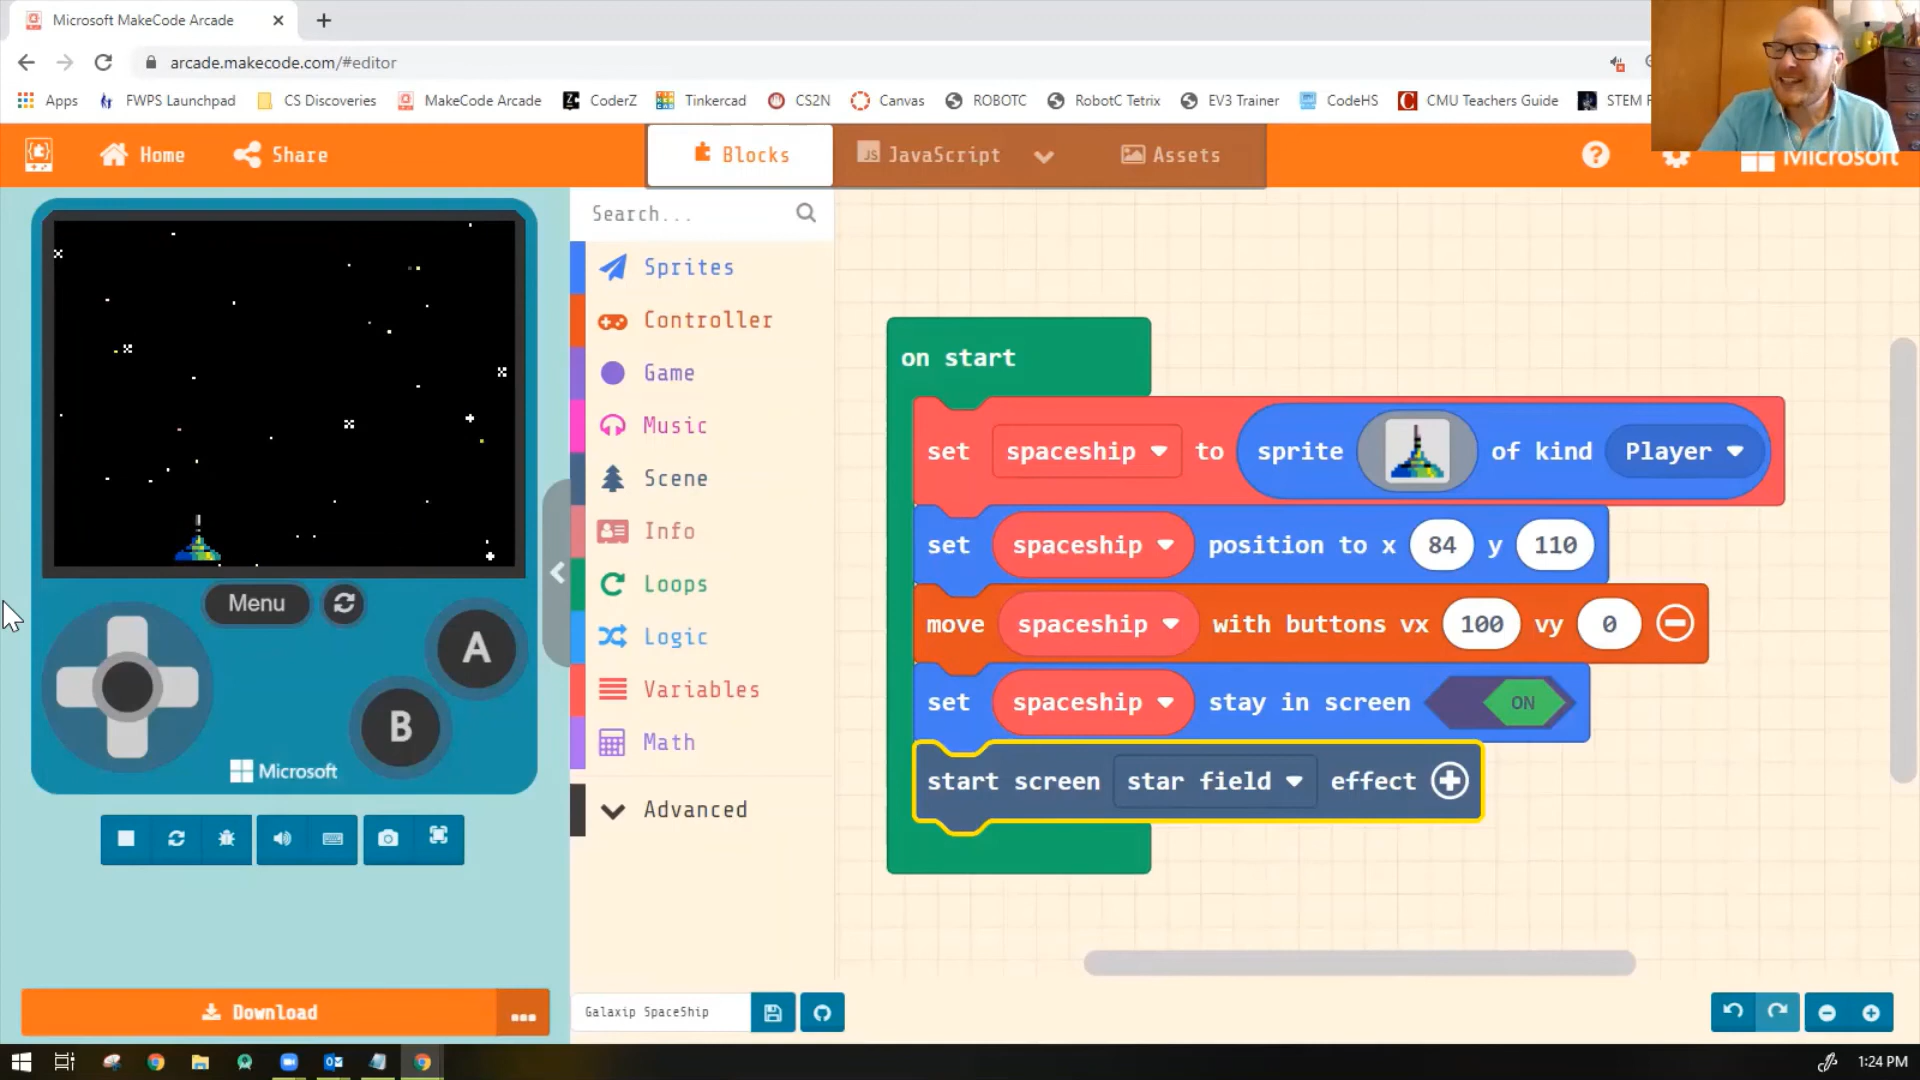 Microsoft MakeCode Arcade
arcade.makecode.com/#editor
Apps FWPS Launchpad CS Discoveries MakeCode Arcade CoderZ Tinkercad CS2N Canvas ROBOTC RobotC Tetrix EV3 Trainer CodeHS CMU Teachers Guide STEM F
Home Share Blocks JavaScript Assets Microsoft
Search...
Sprites
Controller
Game
Music
Scene
Info
Loops
Logic
Variables
Math
Advanced
Menu
A
B
Microsoft
on start
set spaceship to sprite of kind Player
set spaceship position to x 84 y 110
move spaceship with buttons vx 100 vy 0
set spaceship stay in screen ON
start screen star field effect
Download ...
Galaxip SpaceShip
1:24 PM